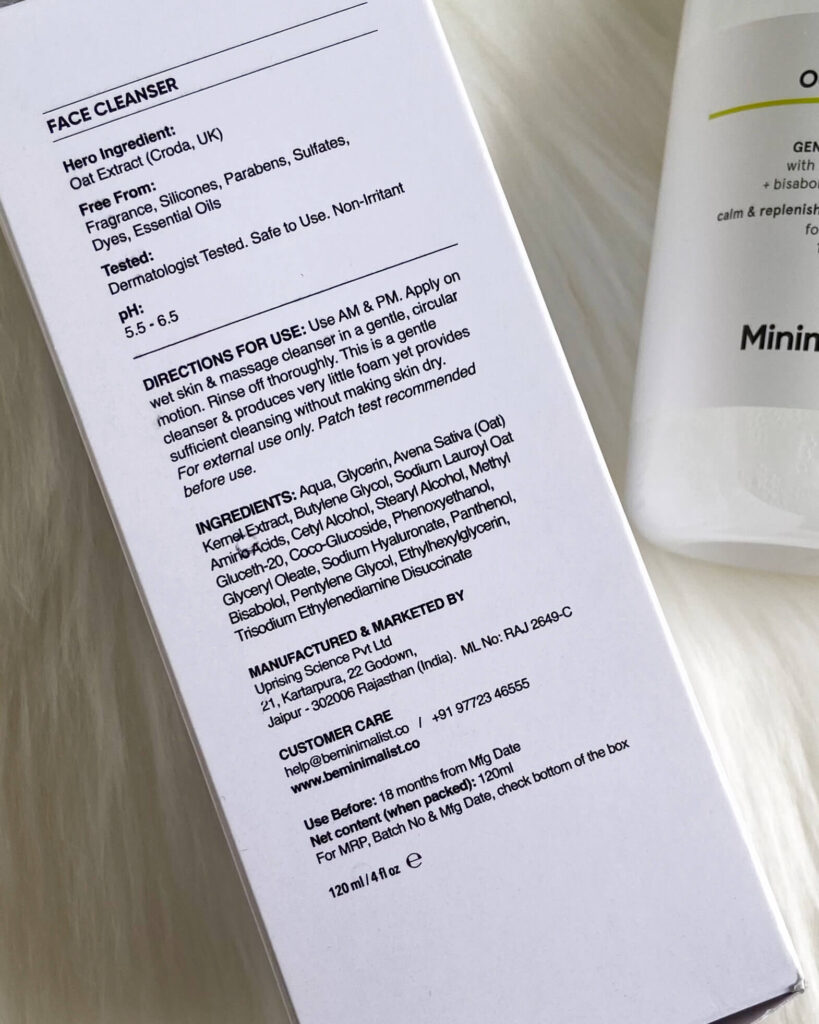 FACE CLEANSER
Hero Ingredient:
Oat Extract (Croda, UK)
Free From:
Fragrance, Silicones, Parabens, Sulfates,
Dyes, Essential Oils
Tested:
Dermatologist Tested. Safe to Use. Non-Irritant
pH:
5.5 - 6.5
DIRECTIONS FOR USE: Use AM & PM. Apply on
wet skin & massage cleanser in a gentle, circular
motion. Rinse off thoroughly. This is a gentle
cleanser & produces very little foam yet provides
sufficient cleansing without making skin dry.
For external use only. Patch test recommended
before use.
INGREDIENTS: Aqua, Glycerin, Avena Sativa (Oat)
Kernel Extract, Butylene Glycol, Sodium Lauroyl Oat
Amino Acids, Cetyl Alcohol, Stearyl Alcohol, Methyl
Gluceth-20, Coco-Glucoside, Phenoxyethanol,
Glyceryl Oleate, Sodium Hyaluronate, Panthenol,
Bisabolol, Pentylene Glycol, Ethylhexylglycerin,
Trisodium Ethylenediamine Disuccinate
MANUFACTURED & MARKETED BY
Uprising Science Pvt Ltd
21, Kartarpura, 22 Godown,
Jaipur - 302006 Rajasthan (India). ML No: RAJ 2649-C
CUSTOMER CARE
help@beminimalist.co / +91 97723 46555
www.beminimalist.co
Use Before: 18 months from Mfg Date
Net content (when packed): 120ml
For MRP, Batch No & Mfg Date, check bottom of the box
120 ml / 4 fl oz ℮
O
GEN
with
+ bisabo
calm & replenish
fo
Minim